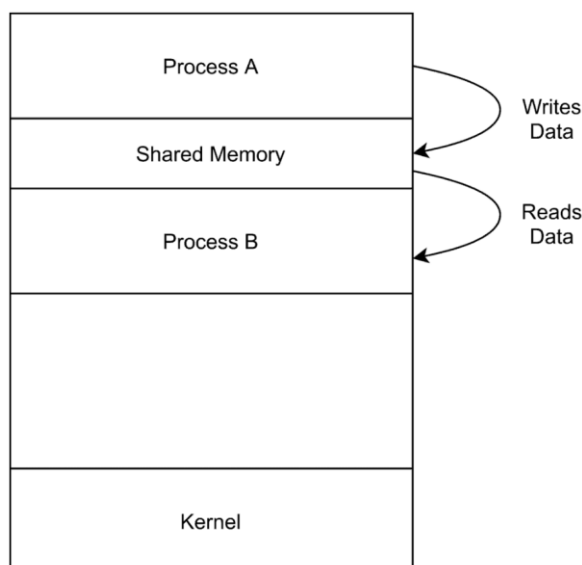 Process A
Writes
Data
Shared Memory
Reads
Data
Process B
Kernel